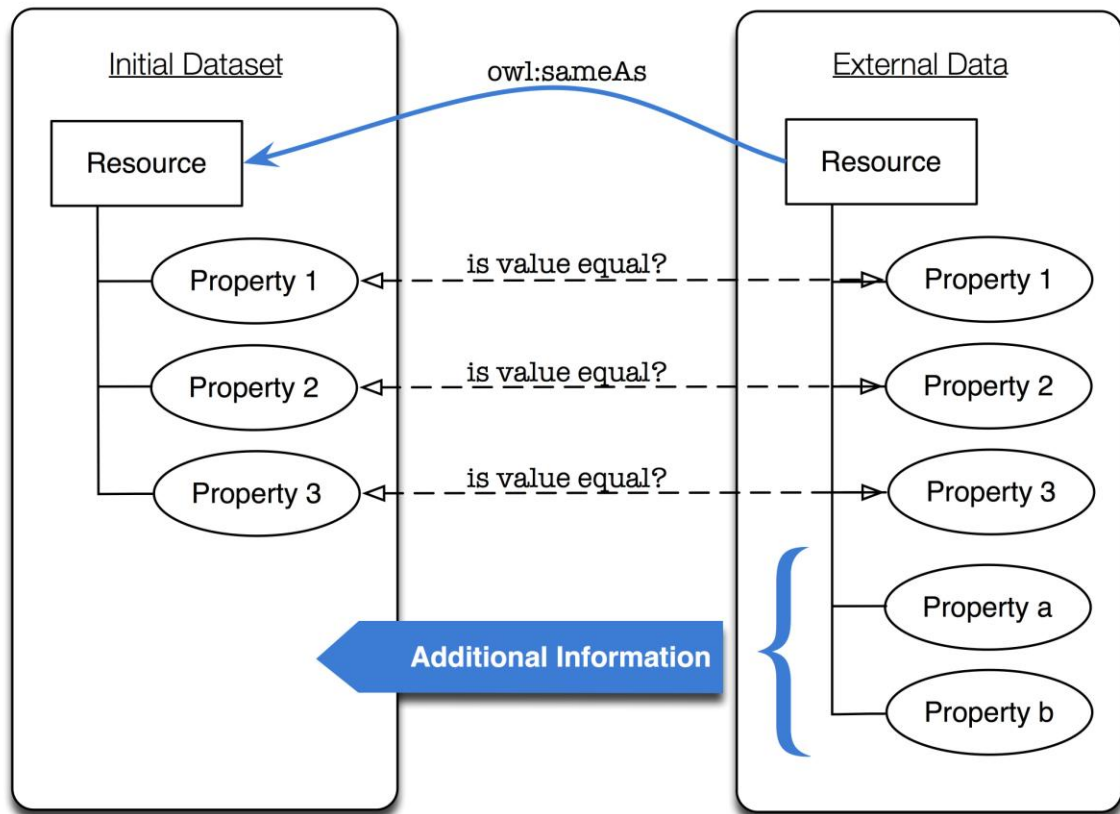 Initial Dataset
owl:sameAs
External Data
Resource
Resource
Property 1
is value equal?
Property 1
Property 2
is value equal?
Property 2
Property 3
is value equal?
Property 3
Property a
Additional Information
Property b